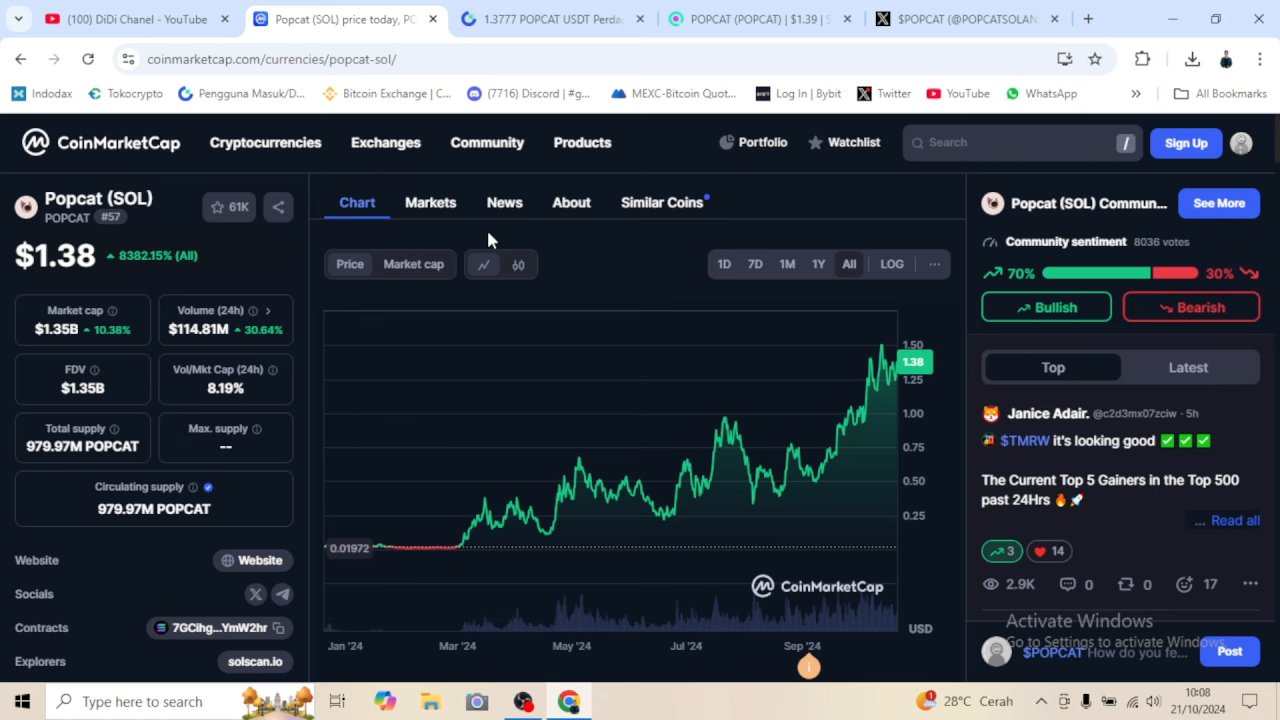 (100) DiDi Chanel - YouTube
Popcat (SOL) price today, PO
1.3777 POPCAT USDT Perda
POPCAT (POPCAT) | $1.39 | S
$POPCAT (@POPCATSOLAN
coinmarketcap.com/currencies/popcat-sol/
Indodax
Tokocrypto
Pengguna Masuk/D...
Bitcoin Exchange | C...
(7716) Discord | #g...
MEXC-Bitcoin Quot...
Log In | Bybit
Twitter
YouTube
WhatsApp
All Bookmarks
CoinMarketCap
Cryptocurrencies
Exchanges
Community
Products
Portfolio
Watchlist
Search
/
Sign Up
Popcat (SOL)
POPCAT #57
61K
$1.38
8382.15% (All)
Market cap
$1.35B 10.38%
Volume (24h)
$114.81M 30.64%
FDV
$1.35B
Vol/Mkt Cap (24h)
8.19%
Total supply
979.97M POPCAT
Max. supply
--
Circulating supply
979.97M POPCAT
Website
Website
Socials
Contracts
7GCihg...YmW2hr
Explorers
solscan.io
Chart
Markets
News
About
Similar Coins
Price
Market cap
1D
7D
1M
1Y
All
LOG
...
1.50
1.38
1.25
1.00
0.75
0.50
0.25
0.01972
CoinMarketCap
USD
Jan '24
Mar '24
May '24
Jul '24
Sep '24
Popcat (SOL) Commun...
See More
Community sentiment 8036 votes
70%
30%
Bullish
Bearish
Top
Latest
Janice Adair. @c2d3mx07zciw · 5h
$TMRW it's looking good ✅ ✅ ✅
The Current Top 5 Gainers in the Top 500
past 24Hrs 🔥 🚀
... Read all
3
14
2.9K
0
0
17
Activate Windows
Go to Settings to activate Windows.
$POPCAT How do you fe...
Post
Type here to search
1
28°C Cerah
10:08
21/10/2024